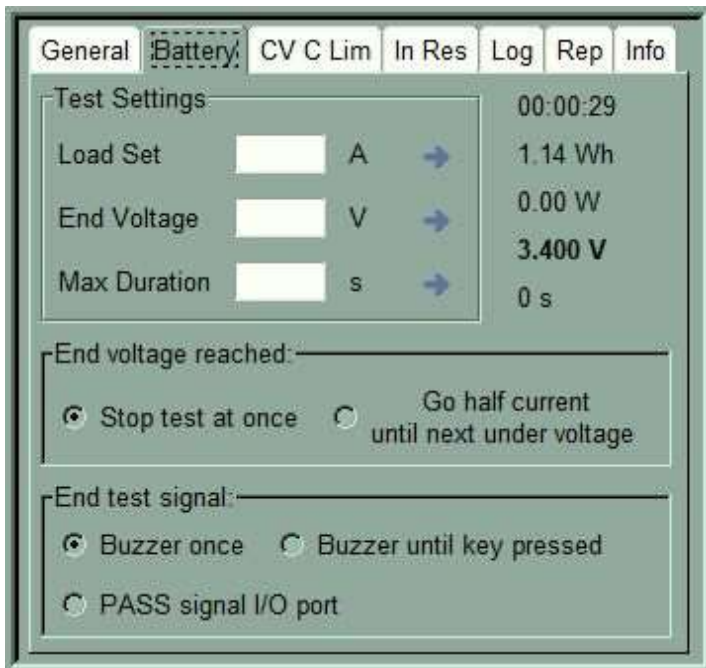 General Battery CV C Lim In Res Log Rep Info
Test Settings
00:00:29
Load Set A
1.14 Wh
0.00 W
End Voltage V
3.400 V
Max Duration s
0 s
End voltage reached:
Stop test at once
Go half current
until next under voltage
End test signal:
Buzzer once Buzzer until key pressed
PASS signal I/O port